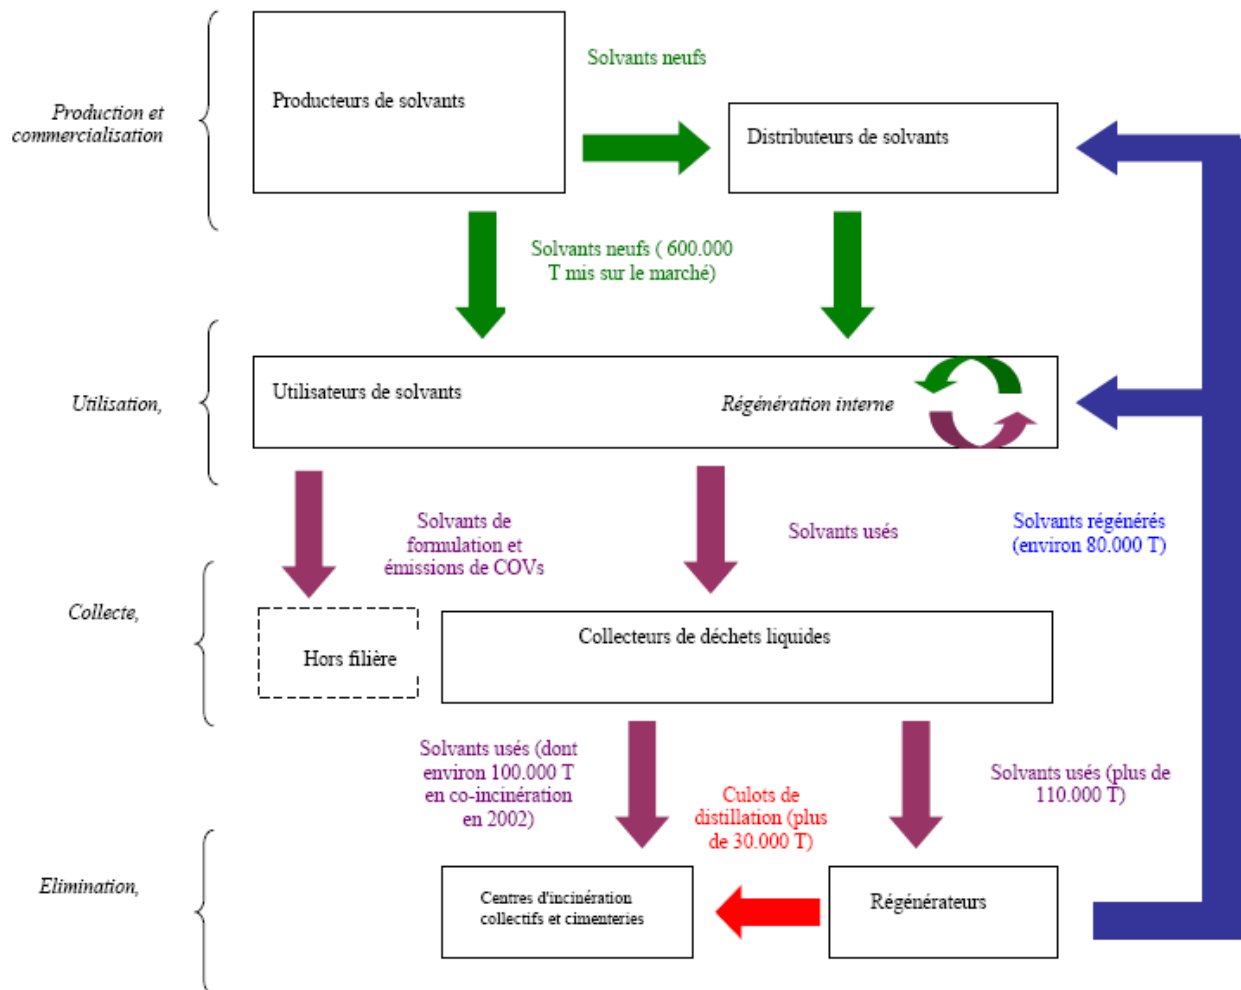 Solvants neufs
Producteurs de solvants
Production et
commercialisation
Distributeurs de solvants
Solvants neufs ( 600.000
T mis sur le marché)
Utilisateurs de solvants
Régénération interne
Utilisation,
Solvants de
formulation et
émissions de COVs
Solvants usés
Solvants régénérés
(environ 80.000 T)
Collecte,
Hors filière
Collecteurs de déchets liquides
Solvants usés (dont
environ 100.000 T
en co-incinération
en 2002)
Culots de
distillation (plus
de 30.000 T)
Solvants usés (plus de
110.000 T)
Elimination,
Centres d'incinération
collectifs et cimenteries
Régénérateurs